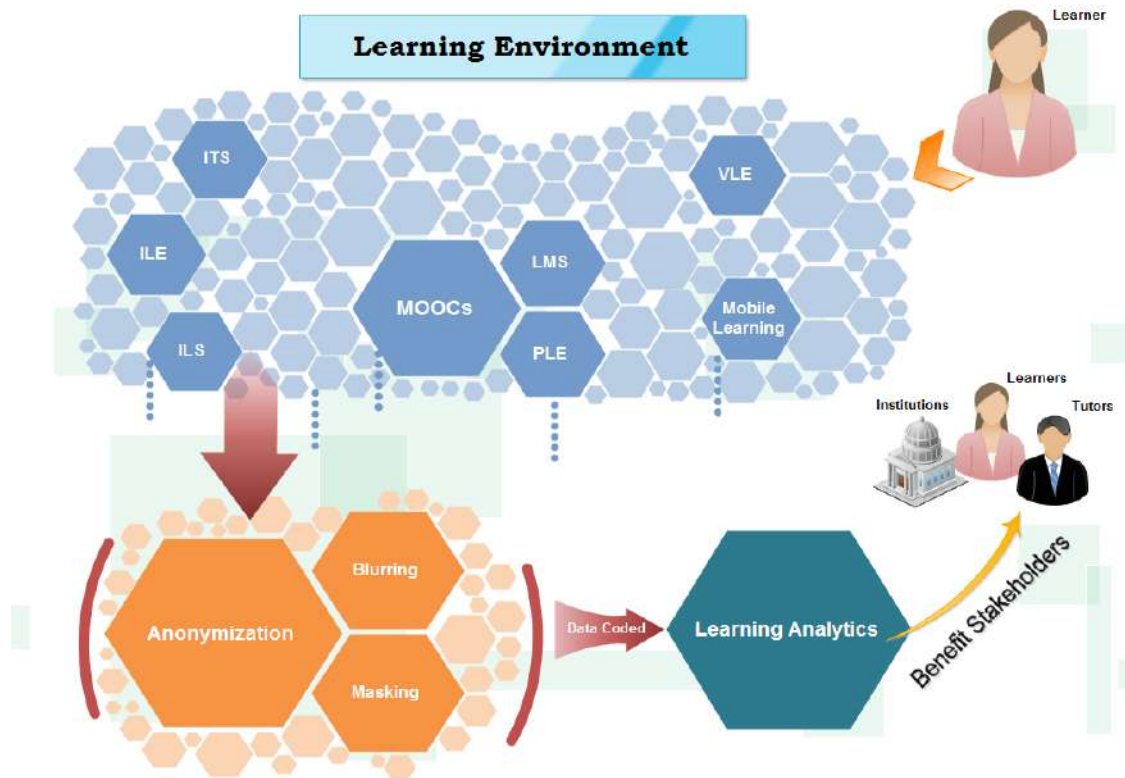 Learning Environment
Learner
ITS
VLE
ILE
LMS
MOOCs
Mobile
Learning
ILS
PLE
Learners
Institutions
Tutors
Blurring
Anonymization
Data Coded
Learning Analytics
Benefit Stakeholders
Masking